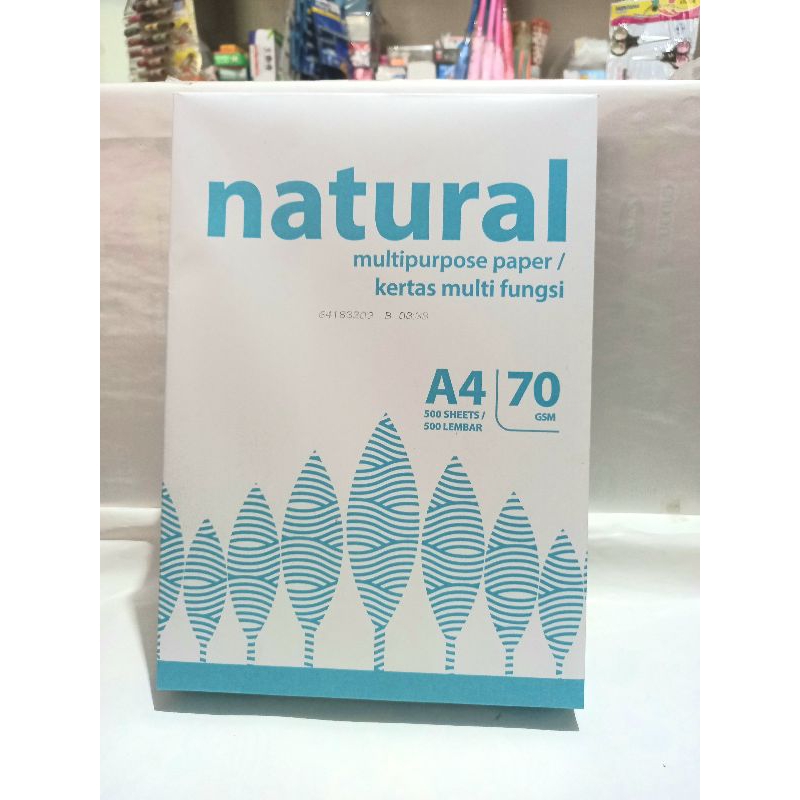 natural
multipurpose paper /
kertas multi fungsi
A4
500 SHEETS /
500 LEMBAR
70
GSM